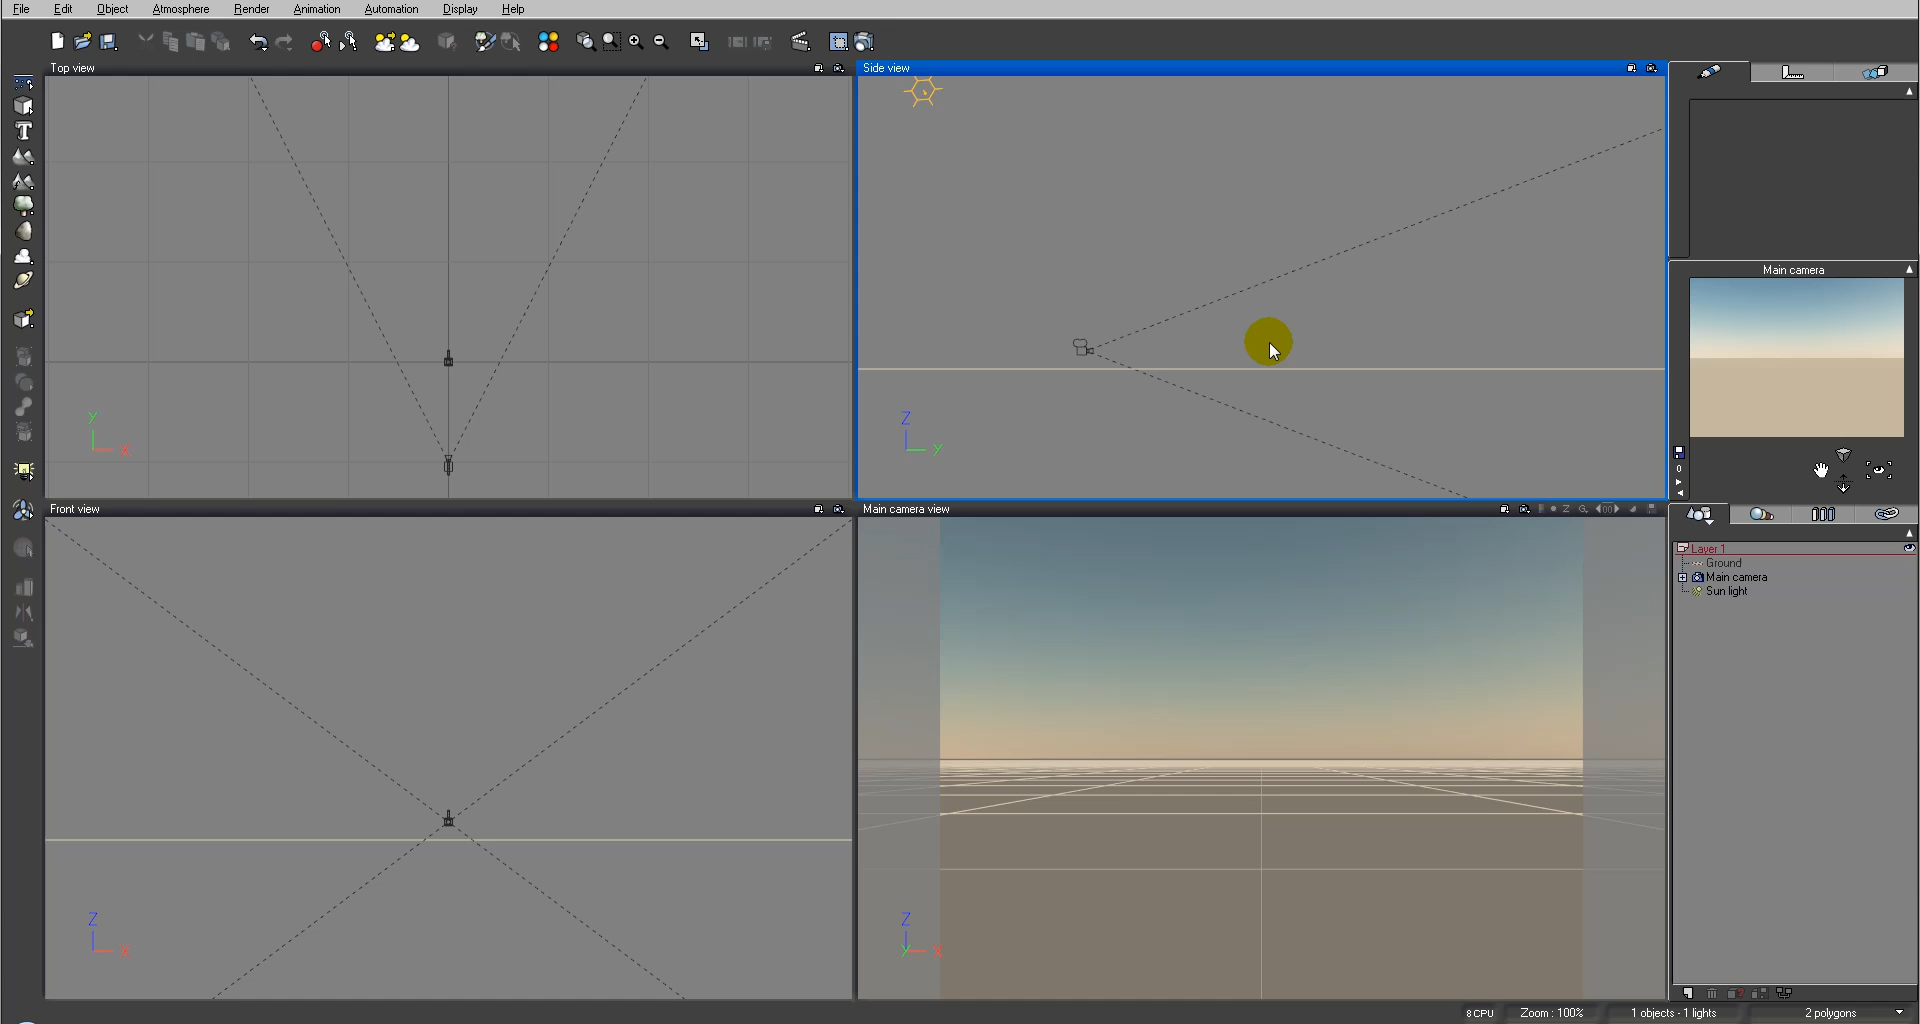 File Edit Object Atmosphere Render Animation Automation Display Help
Top view
Side view
Y
X
Z
Y
Main camera
0
Front view
Main camera view
Z
X
Z
Y
X
Layer 1
Ground
Main camera
Sun light
8 CPU Zoom : 100% 1 objects - 1 lights 2 polygons